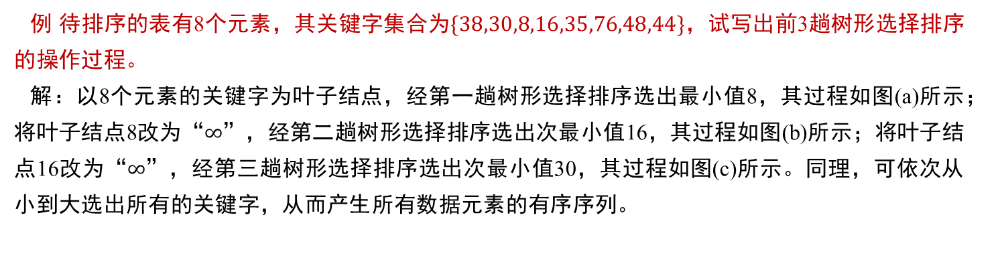 例 待排序的表有8个元素，其关键字集合为{38,30,8,16,35,76,48,44}，试写出前3趟树形选择排序
的操作过程。
解：以8个元素的关键字为叶子结点，经第一趟树形选择排序选出最小值8，其过程如图(a)所示；
将叶子结点8改为“∞”，经第二趟树形选择排序选出次最小值16，其过程如图(b)所示；将叶子结
点16改为“∞”，经第三趟树形选择排序选出次最小值30，其过程如图(c)所示。同理，可依次从
小到大选出所有的关键字，从而产生所有数据元素的有序序列。